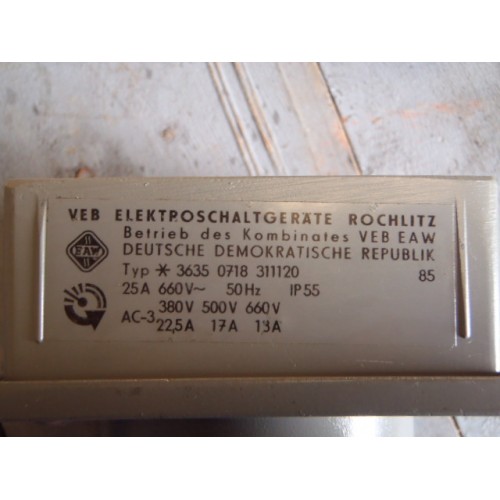 VEB ELEKTROSCHALTGERÄTE ROCHLITZ
Betrieb des Kombinates VEB EAW
DEUTSCHE DEMOKRATISCHE REPUBLIK
EAW
Typ * 3635 0718 311120 85
25A 660V~ 50Hz IP55
380V 500V 660V
AC-3
22,5A 17A 13A